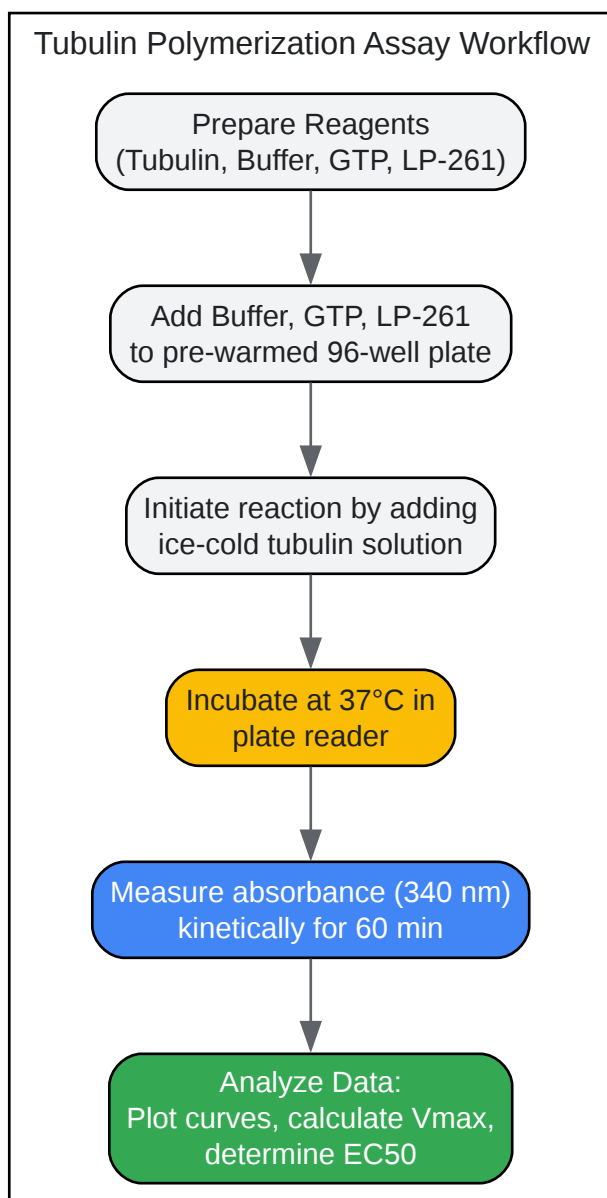 Tubulin Polymerization Assay Workflow
Prepare Reagents
(Tubulin, Buffer, GTP, LP-261)
Add Buffer, GTP, LP-261
to pre-warmed 96-well plate
Initiate reaction by adding
ice-cold tubulin solution
Incubate at 37°C in
plate reader
Measure absorbance (340 nm)
kinetically for 60 min
Analyze Data:
Plot curves, calculate Vmax,
determine EC50